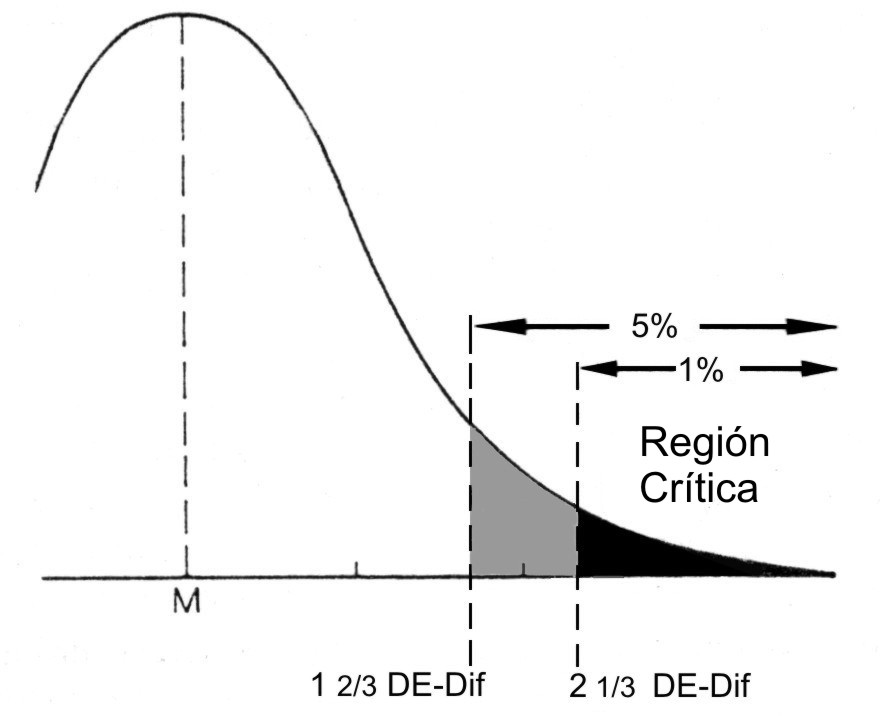 5%
1%
Región
Crítica
M
1 2/3 DE-Dif
2 1/3 DE-Dif